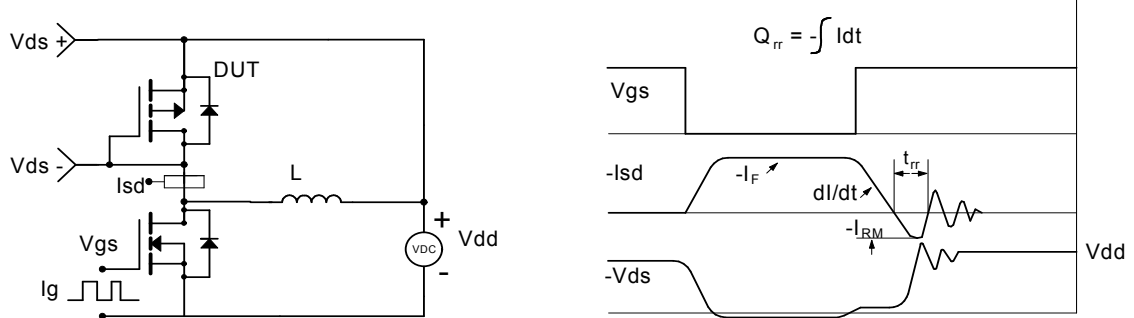 Vds +
DUT
Vds -
Isd
L
Vgs
+
VDC
-
Vdd
Ig
Q rr = - ∫ Idt
Vgs
-Isd
-I F
dI/dt
t rr
-I RM
Vdd
-Vds